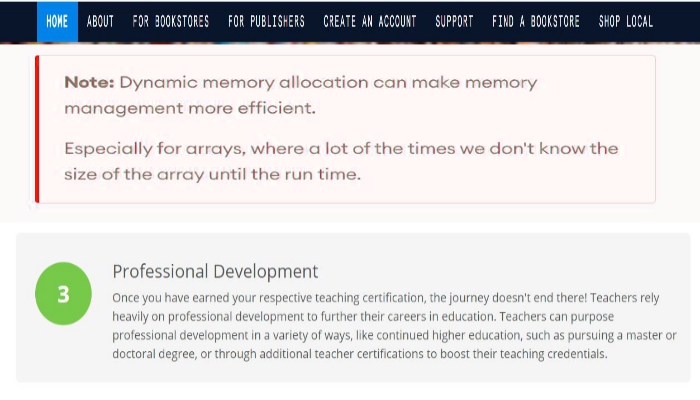 HOME ABOUT FOR BOOKSTORES FOR PUBLISHERS CREATE AN ACCOUNT SUPPORT FIND A BOOKSTORE SHOP LOCAL
Note: Dynamic memory allocation can make memory
management more efficient.
Especially for arrays, where a lot of the times we don't know the
size of the array until the run time.
3
Professional Development
Once you have earned your respective teaching certification, the journey doesn't end there! Teachers rely
heavily on professional development to further their careers in education. Teachers can purpose
professional development in a variety of ways, like continued higher education, such as pursuing a master or
doctoral degree, or through additional teacher certifications to boost their teaching credentials.